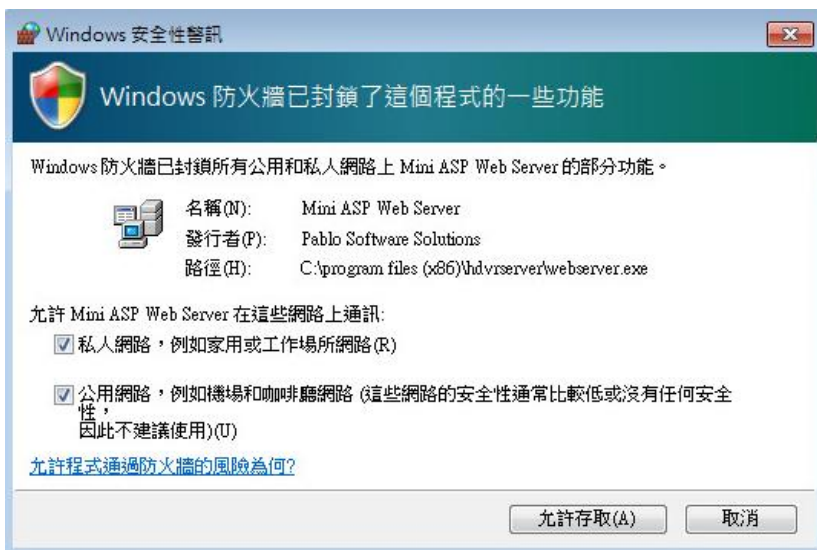 Windows 安全性警訊
Windows 防火牆已封鎖了這個程式的一些功能
Windows 防火牆已封鎖所有公用和私人網路上 Mini ASP Web Server 的部分功能。
名稱(N): Mini ASP Web Server
發行者(P): Pablo Software Solutions
路徑(H): C:\program files (x86)\hdvrserver\webserver.exe
允許 Mini ASP Web Server 在這些網路上通訊:
私人網路，例如家用或工作場所網路(R)
公用網路，例如機場和咖啡廳網路 (這些網路的安全性通常比較低或沒有任何安全
性，
因此不建議使用)(U)
允許程式通過防火牆的風險為何?
允許存取(A) 取消